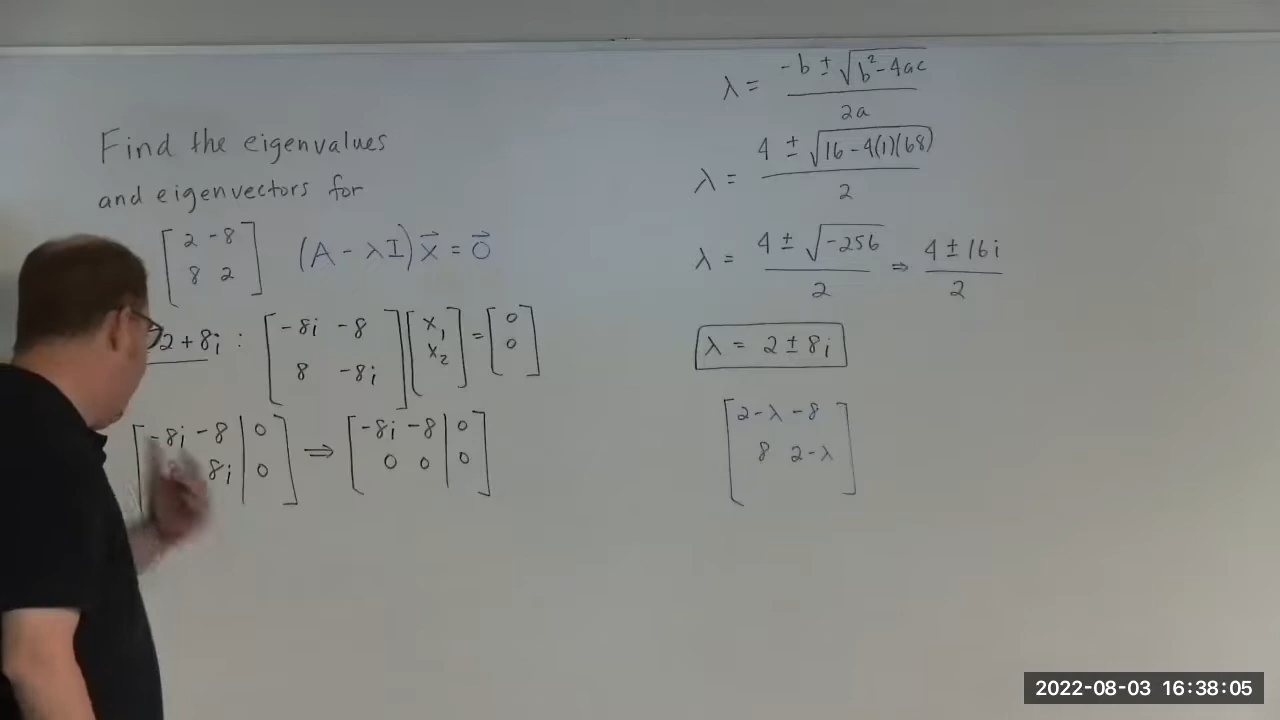 Find the eigenvalues
and eigenvectors for
[2 -8
8 2] (A - λI) x⃗ = 0⃗
2 + 8i : [-8i -8
8 -8i] [x₁
x₂] = [0
0]
[-8i -8 | 0
8i | 0] ⇒ [-8i -8 | 0
0 0 | 0]
λ = (-b ± √(b² - 4ac)) / 2a
λ = (4 ± √(16 - 4(1)(68))) / 2
λ = (4 ± √(-256)) / 2 ⇒ (4 ± 16i) / 2
λ = 2 ± 8i
[2-λ -8
8 2-λ]
2022-08-03 16:38:05